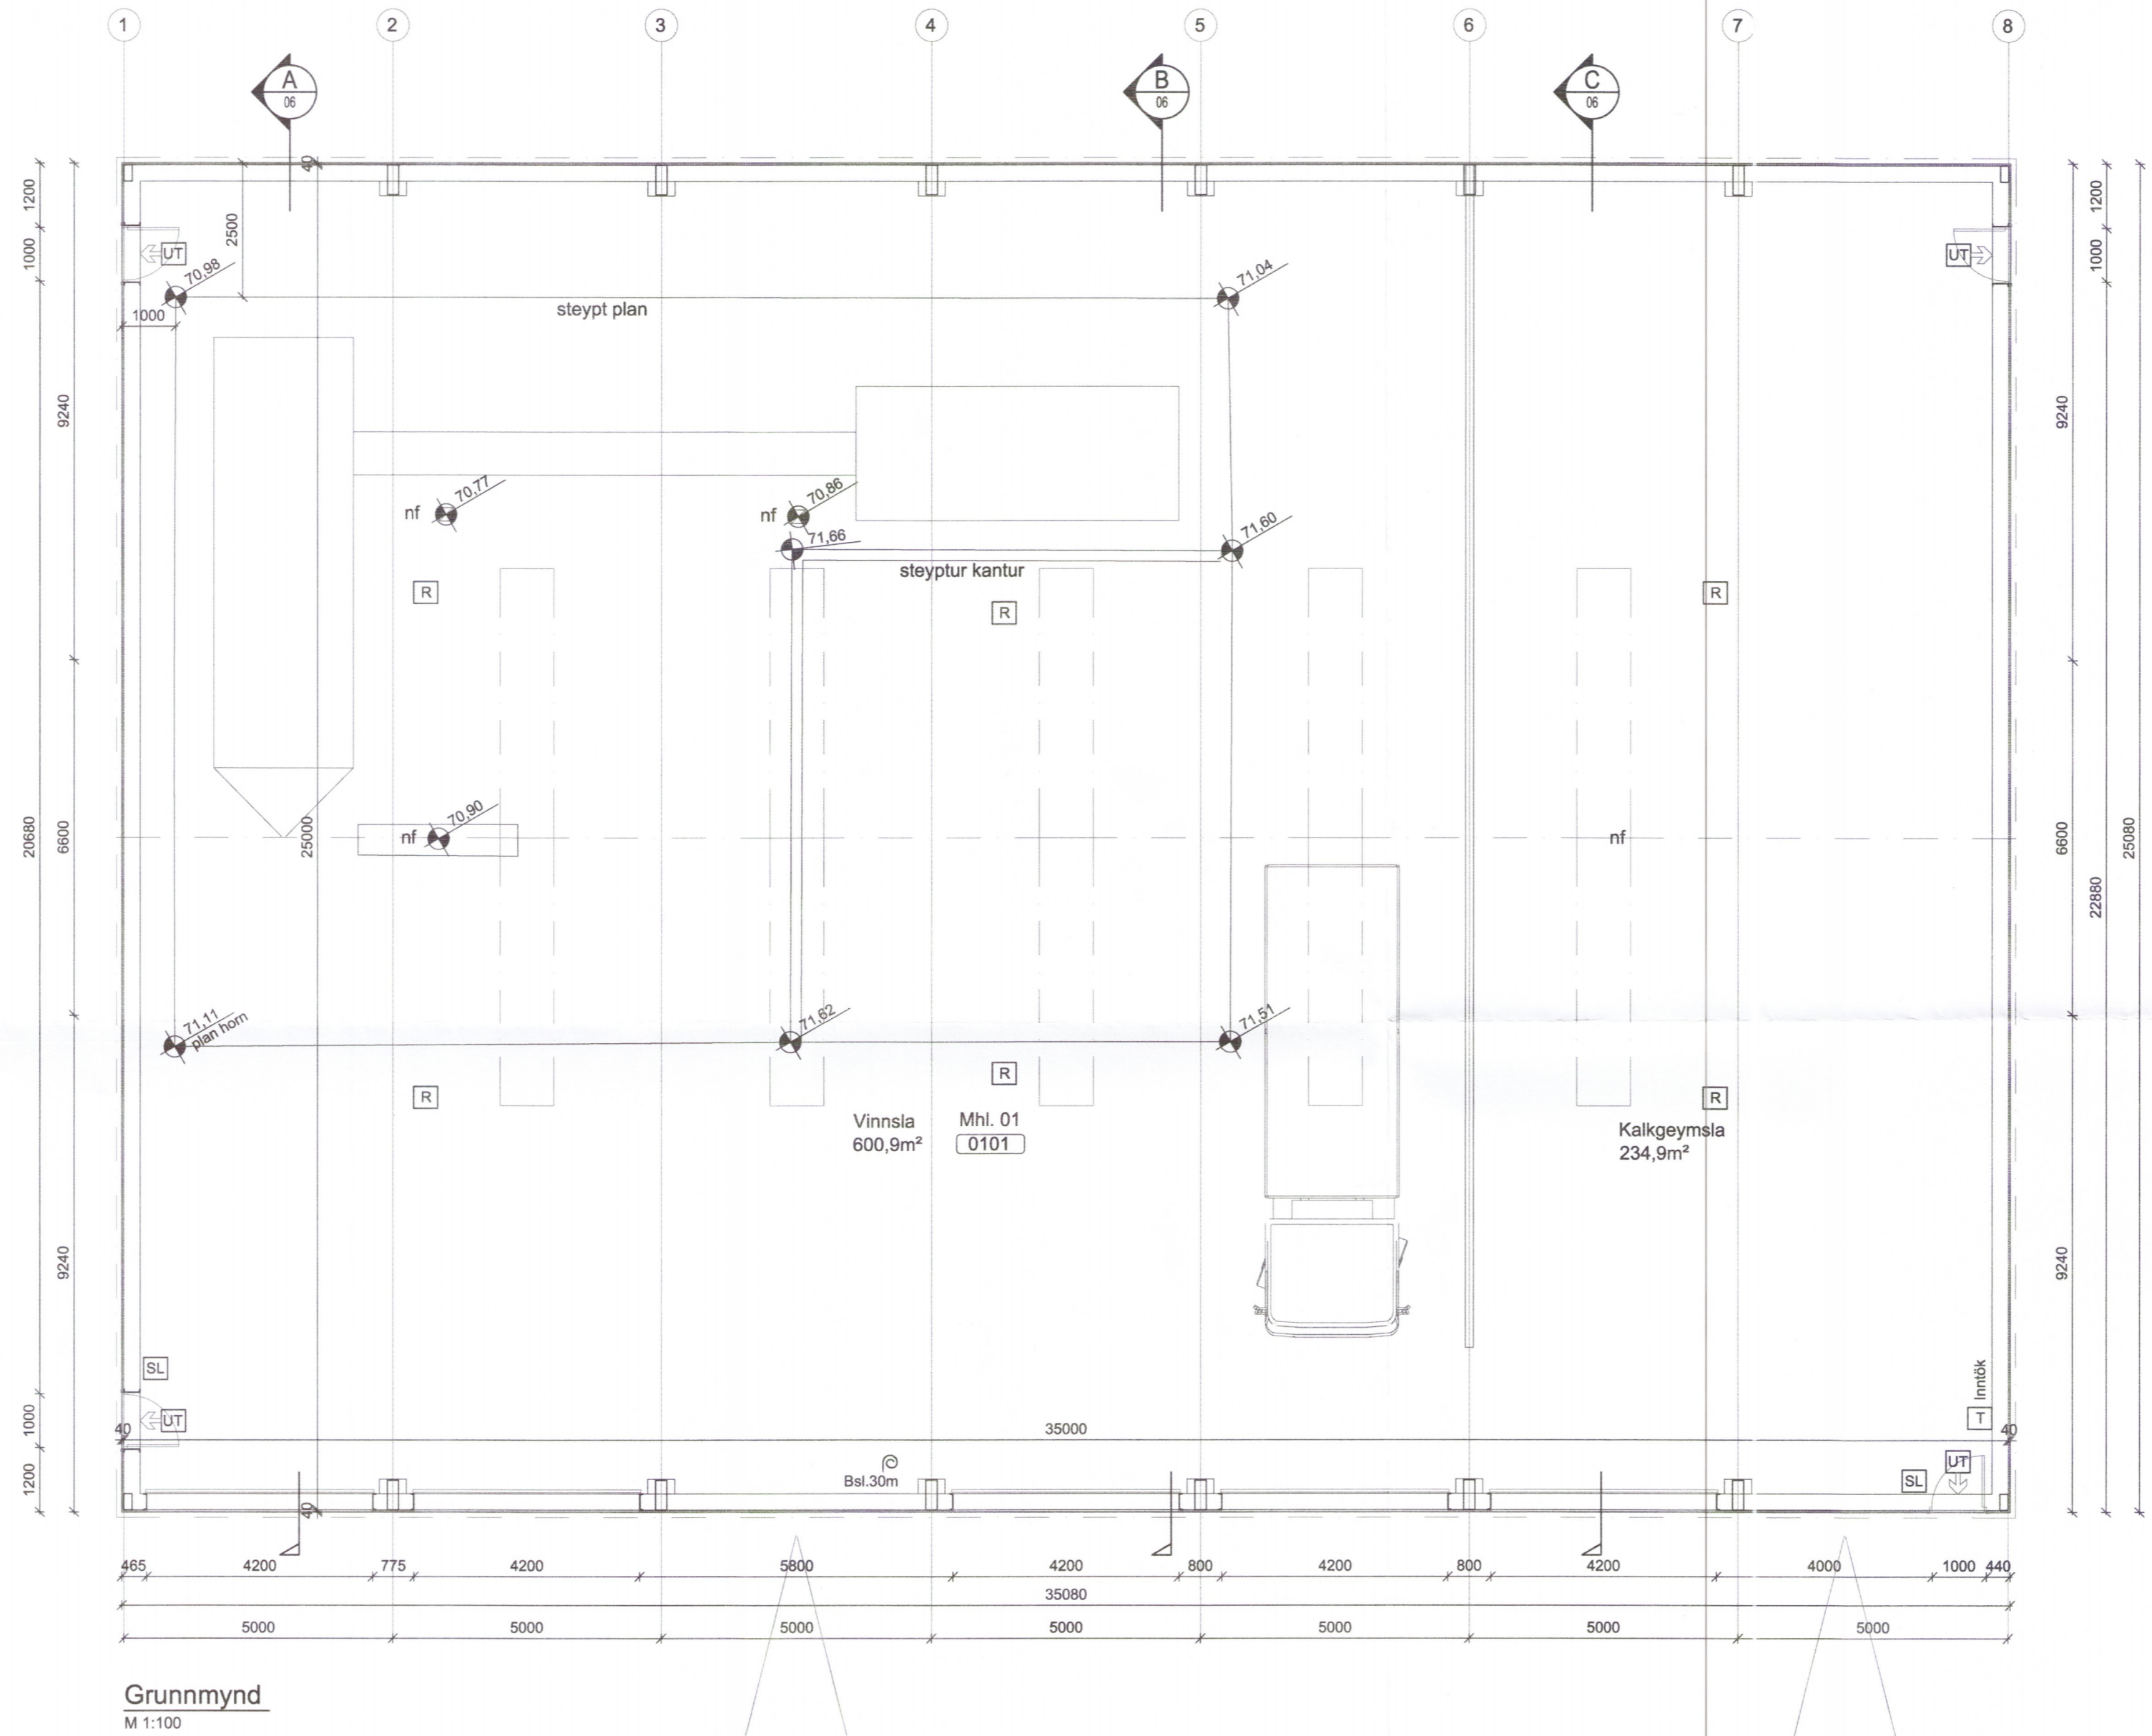 1 2 3 4 5 6 7 8
A
06
B
06
C
06
40
1200
1000
9240
20680
6600
9240
1000
1200
2500
UT
70,98
1000
steypt plan
71,04
UT
1200
1000
9240
nf
70,77
nf
70,86
71,66
71,60
steyptur kantur
R
R
R
nf
70,90
25000
nf
6600
22880
25080
71,11
plan horn
71,62
71,51
R
R
R
Vinnsla
600,9m²
Mhl. 01
0101
Kalkgeymsla
234,9m²
9240
SL
UT
40
35000
Inntök
T
40
Bsl.30m
SL
UT
40
465 4200 775 4200 5800 4200 800 4200 800 4200 4000 1000 440
35080
5000 5000 5000 5000 5000 5000 5000
Grunnmynd
M 1:100